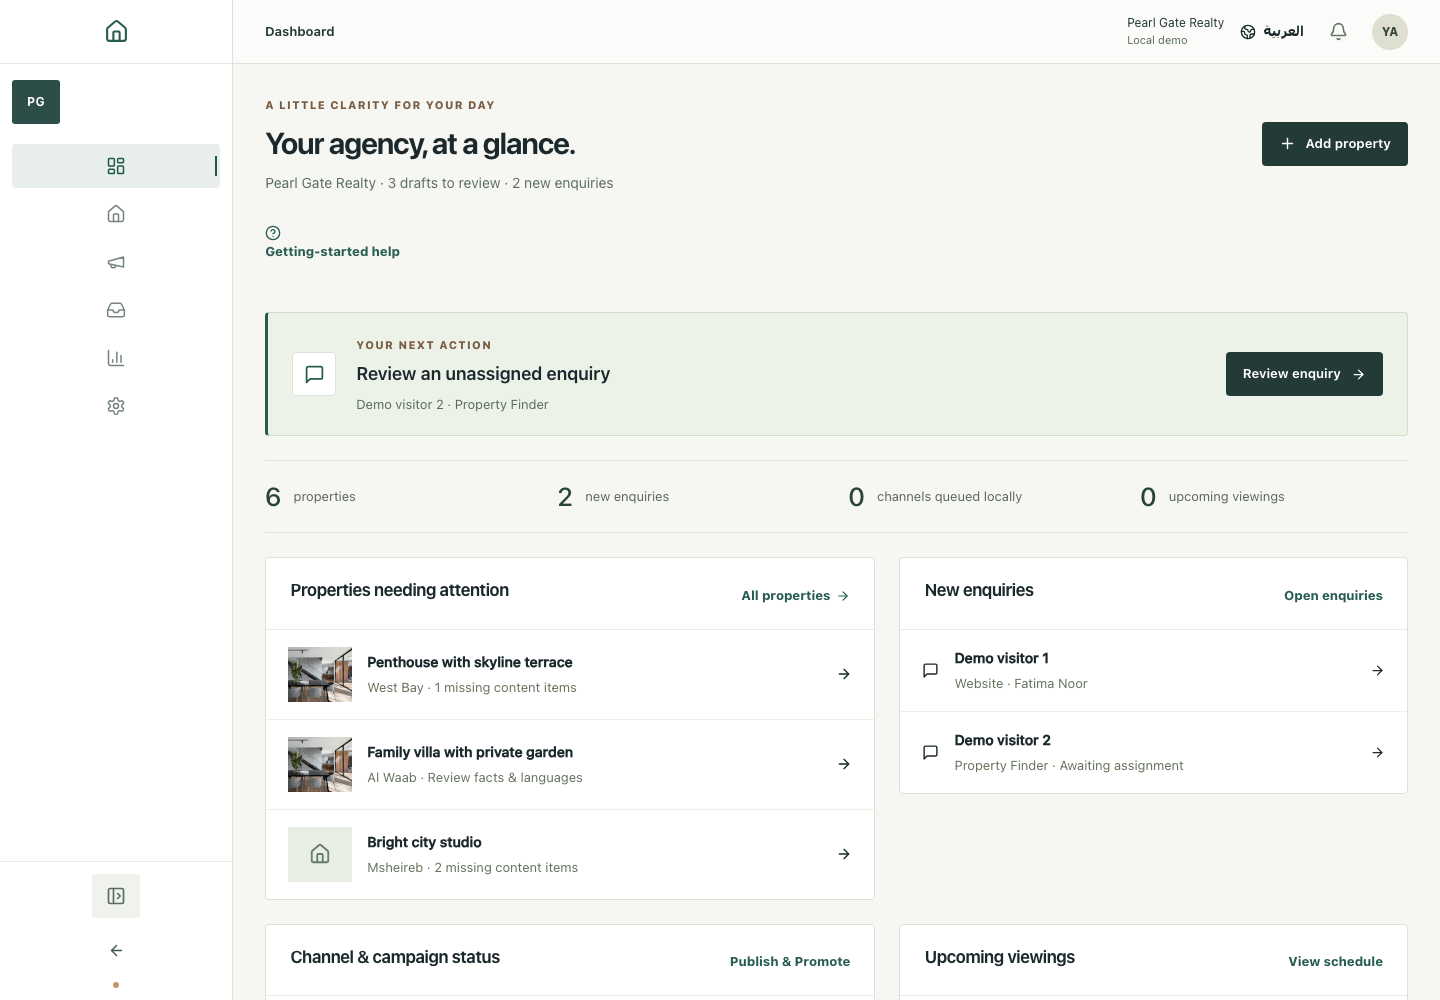 Dashboard
Pearl Gate Realty
Local demo
العربية
YA
PG
A LITTLE CLARITY FOR YOUR DAY
Your agency, at a glance.
Add property
Pearl Gate Realty · 3 drafts to review · 2 new enquiries
Getting-started help
YOUR NEXT ACTION
Review an unassigned enquiry
Review enquiry
Demo visitor 2 · Property Finder
6 properties
2 new enquiries
0 channels queued locally
0 upcoming viewings
Properties needing attention
All properties
Penthouse with skyline terrace
West Bay · 1 missing content items
Family villa with private garden
Al Waab · Review facts & languages
Bright city studio
Msheireb · 2 missing content items
New enquiries
Open enquiries
Demo visitor 1
Website · Fatima Noor
Demo visitor 2
Property Finder · Awaiting assignment
Channel & campaign status
Publish & Promote
Upcoming viewings
View schedule